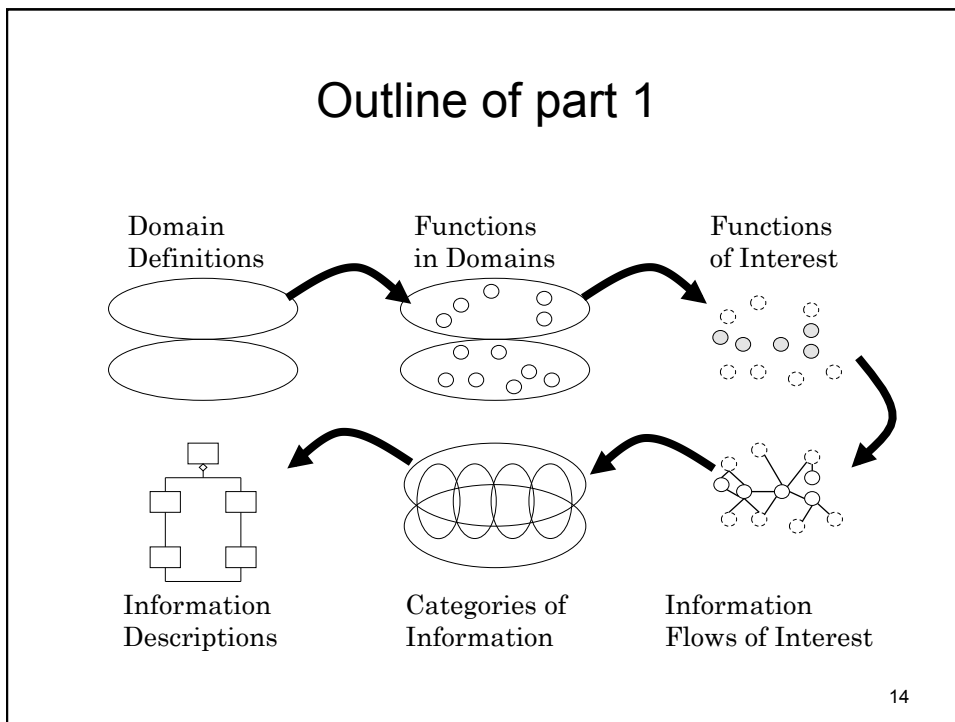 Outline of part 1
Domain
Definitions
Functions
in Domains
Functions
of Interest
Information
Descriptions
Categories of
Information
Information
Flows of Interest
14